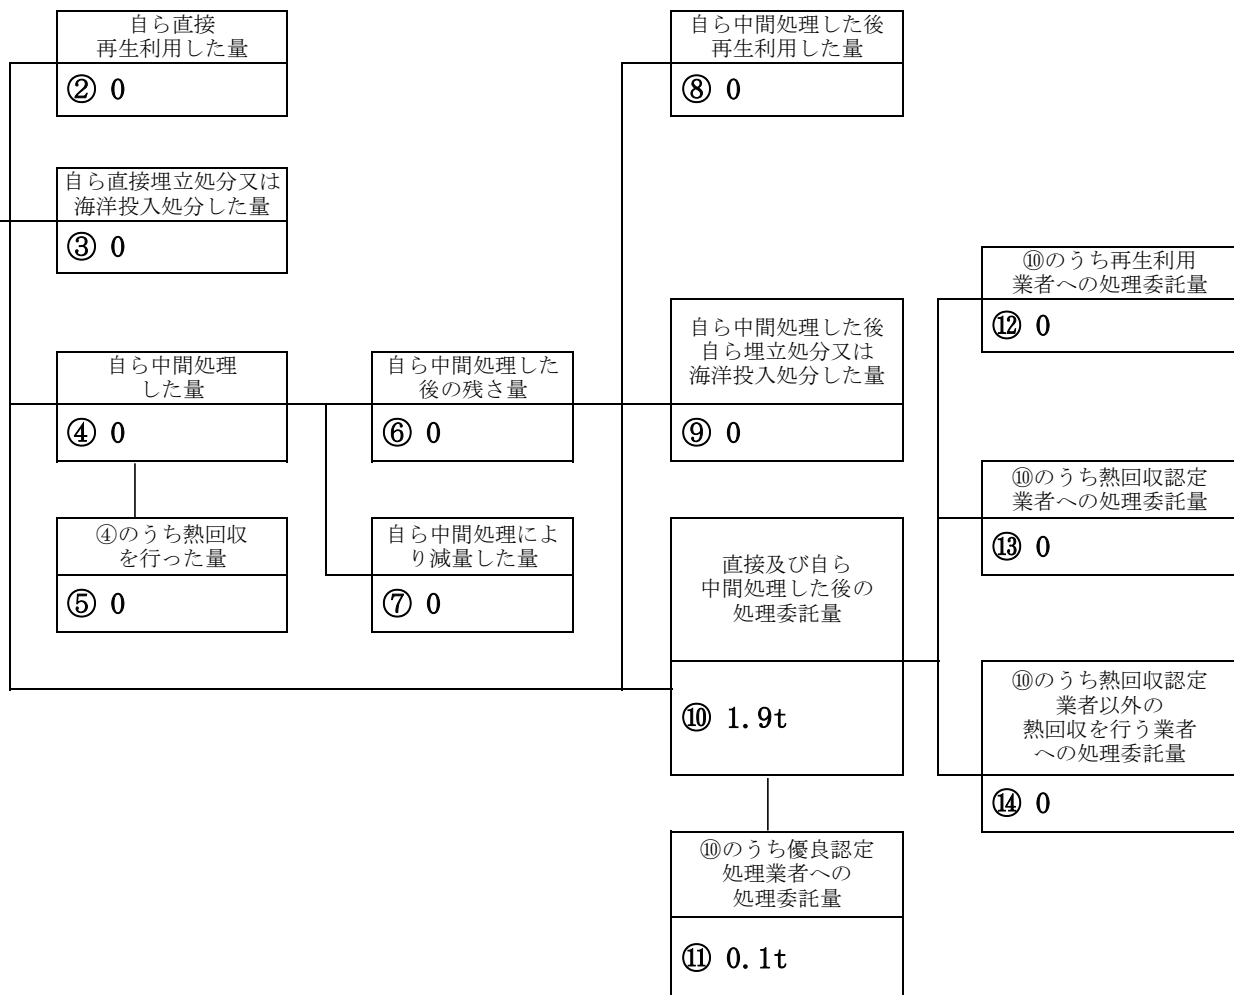 自ら直接
再生利用した量
② 0
自ら直接埋立処分又は
海洋投入処分した量
③ 0
自ら中間処理
した量
④ 0
④のうち熱回収
を行った量
⑤ 0
自ら中間処理した
後の残さ量
⑥ 0
自ら中間処理によ
り減量した量
⑦ 0
自ら中間処理した後
再生利用した量
⑧ 0
自ら中間処理した後
自ら埋立処分又は
海洋投入処分した量
⑨ 0
直接及び自ら
中間処理した後の
処理委託量
⑩ 1.9t
⑩のうち優良認定
処理業者への
処理委託量
⑪ 0.1t
⑩のうち再生利用
業者への処理委託量
⑫ 0
⑩のうち熱回収認定
業者への処理委託量
⑬ 0
⑩のうち熱回収認定
業者以外の
熱回収を行う業者
への処理委託量
⑭ 0